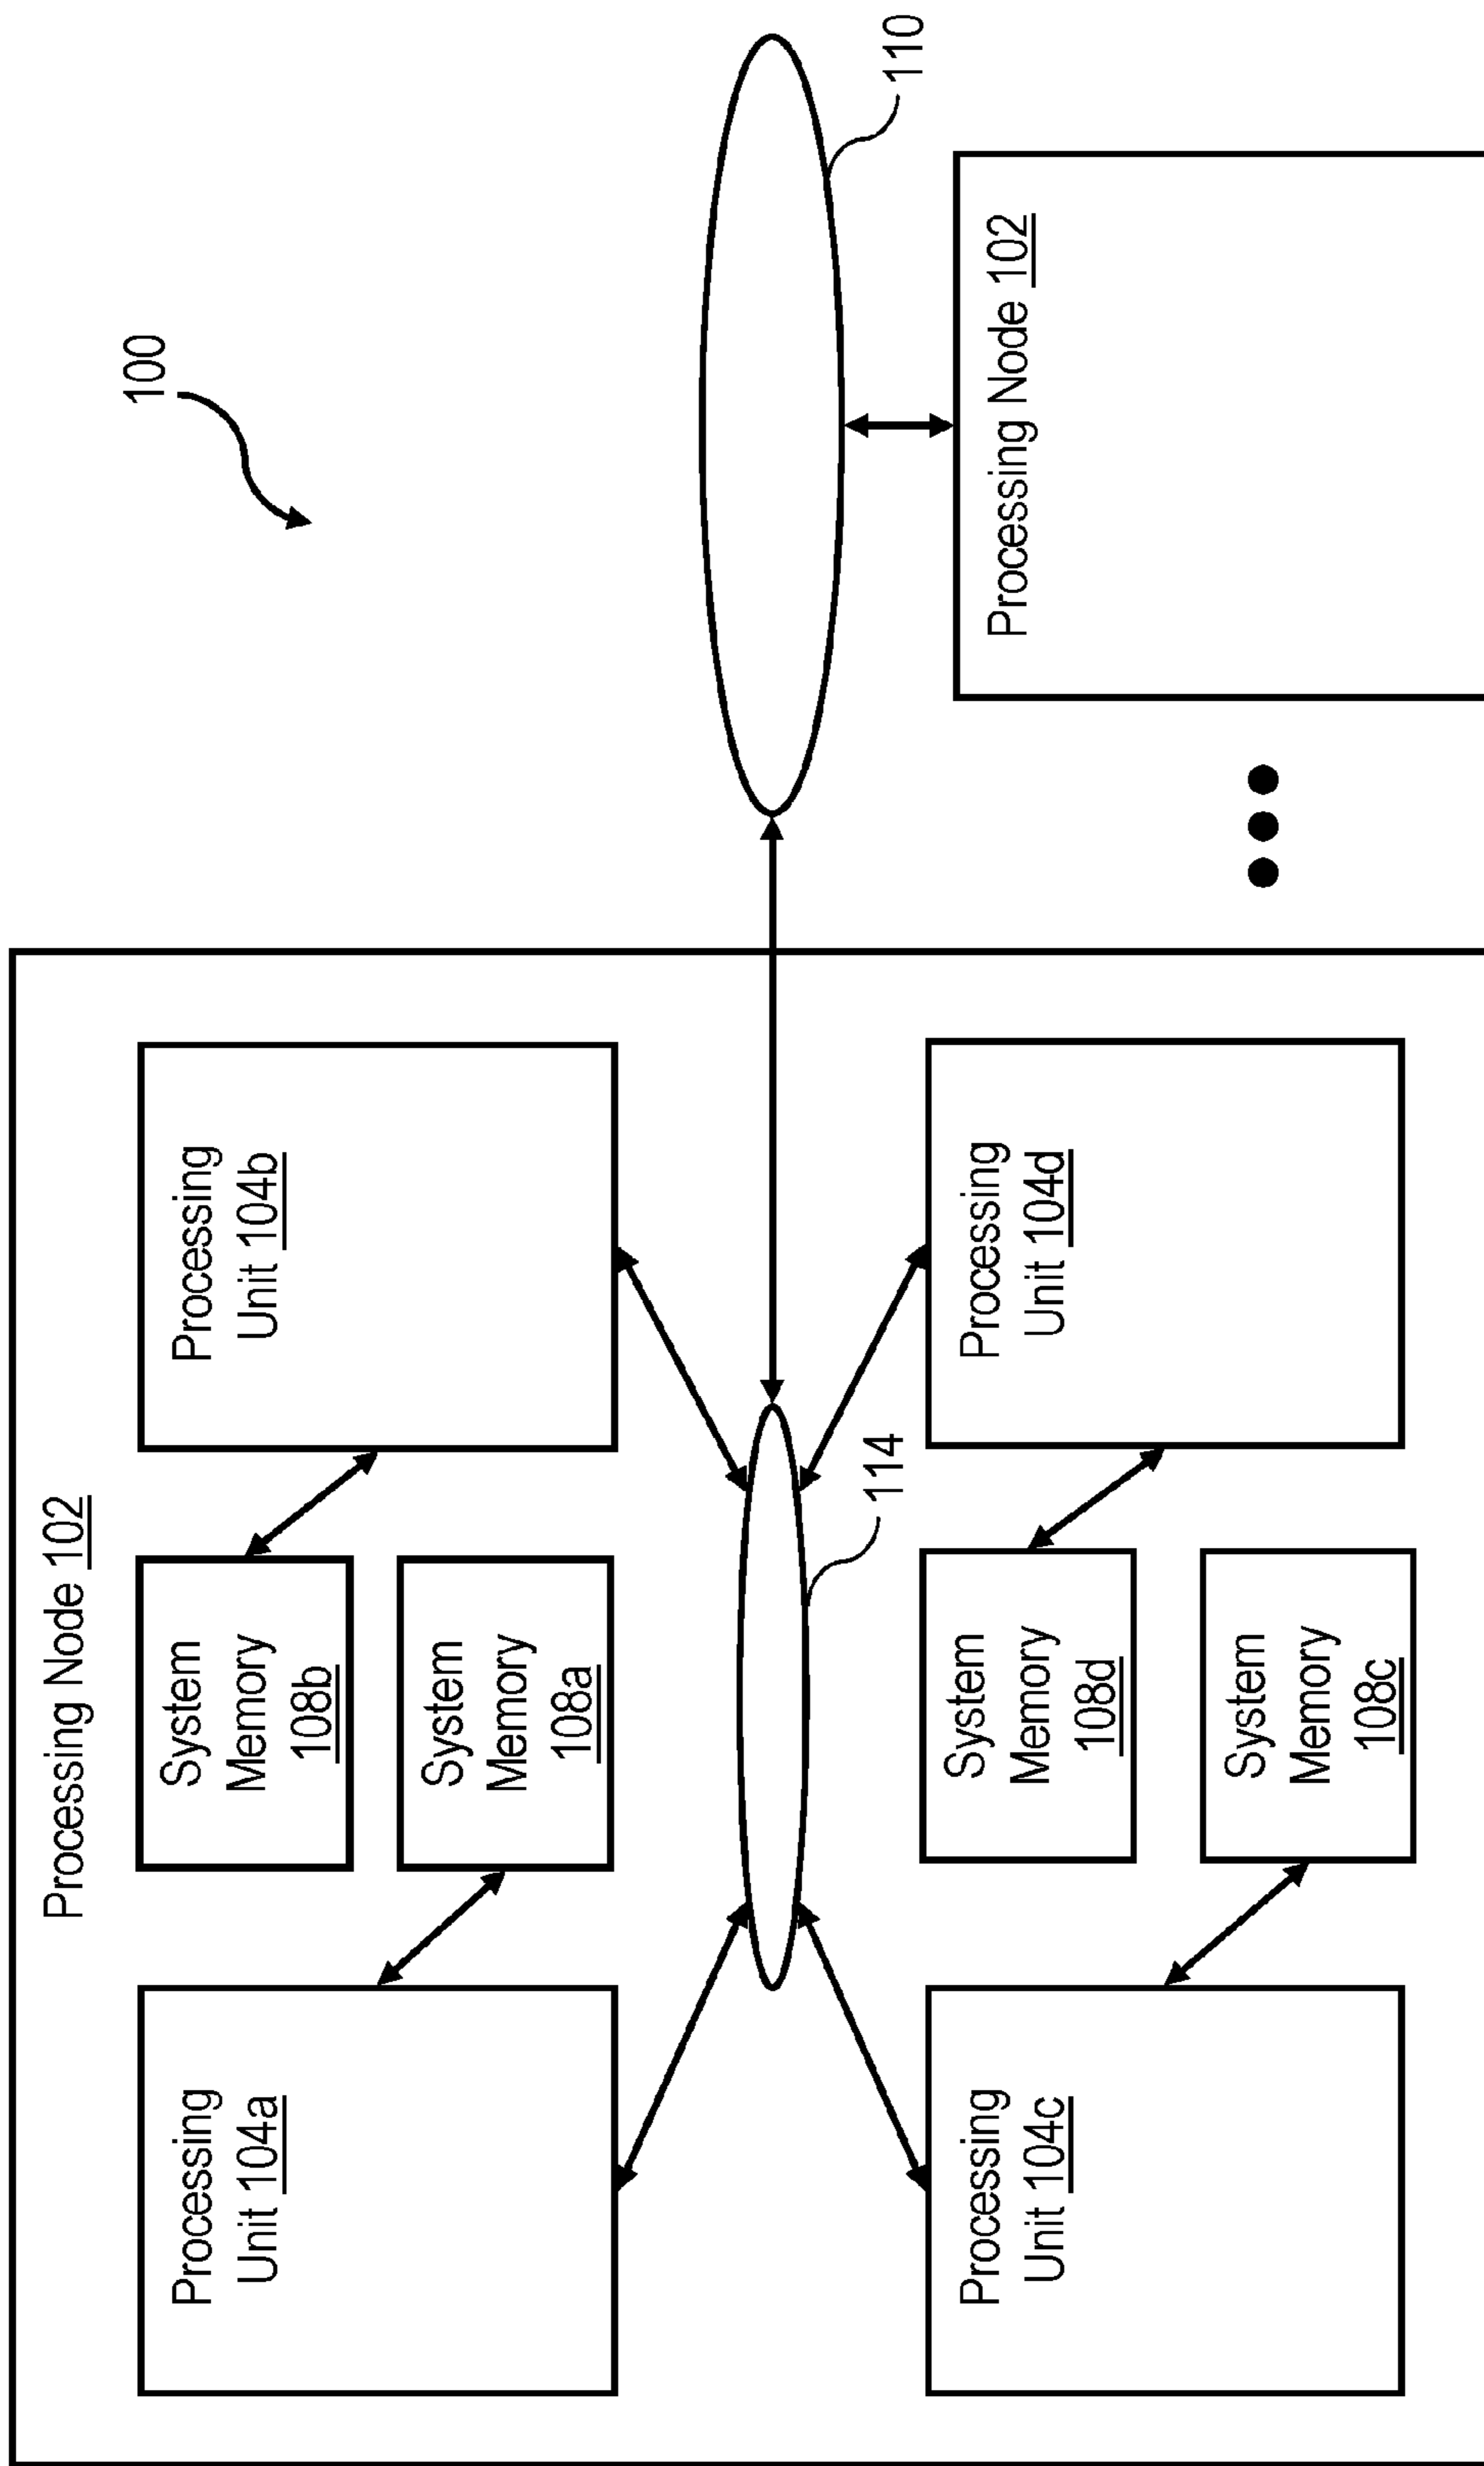 100
Processing Node 102
Processing
Unit 104a
System
Memory
108b
System
Memory
108a
Processing
Unit 104b
110
114
Processing
Unit 104c
System
Memory
108d
System
Memory
108c
Processing
Unit 104d
Processing Node 102